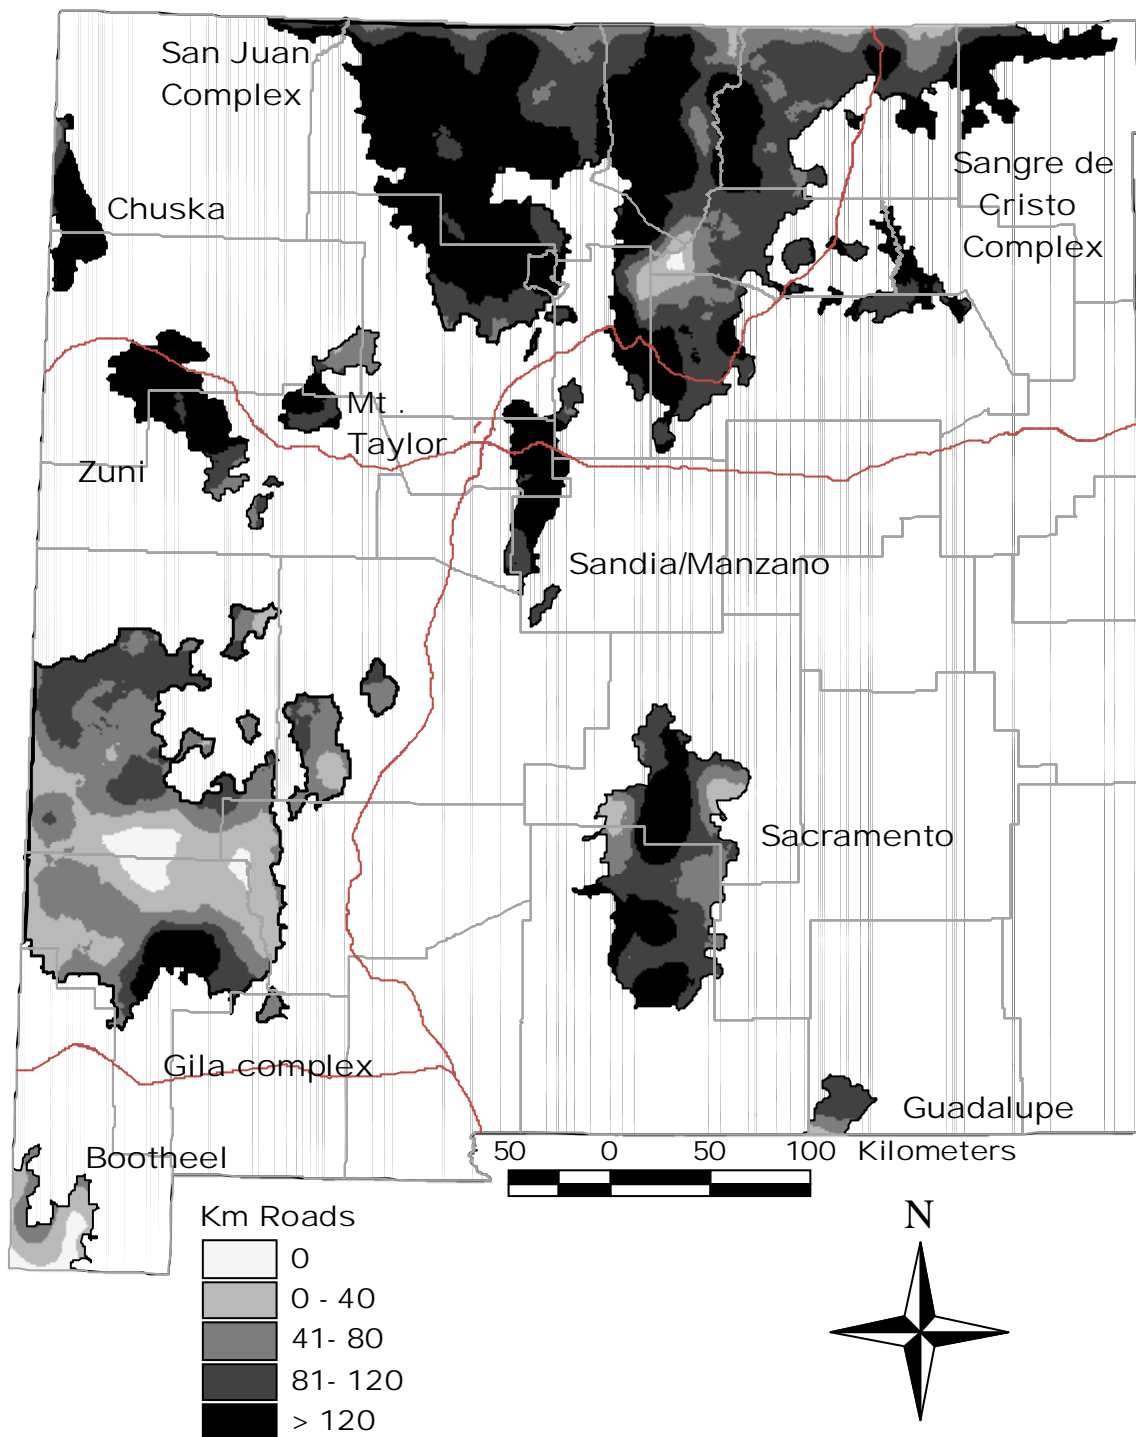 San Juan
Complex
Sangre de
Cristo
Complex
Chuska
Mt.
Taylor
Zuni
Sandia/Manzano
Sacramento
Gila complex
Guadalupe
Bootheel
50 0 50 100 Kilometers
Km Roads
0
0 - 40
41- 80
81- 120
> 120
N